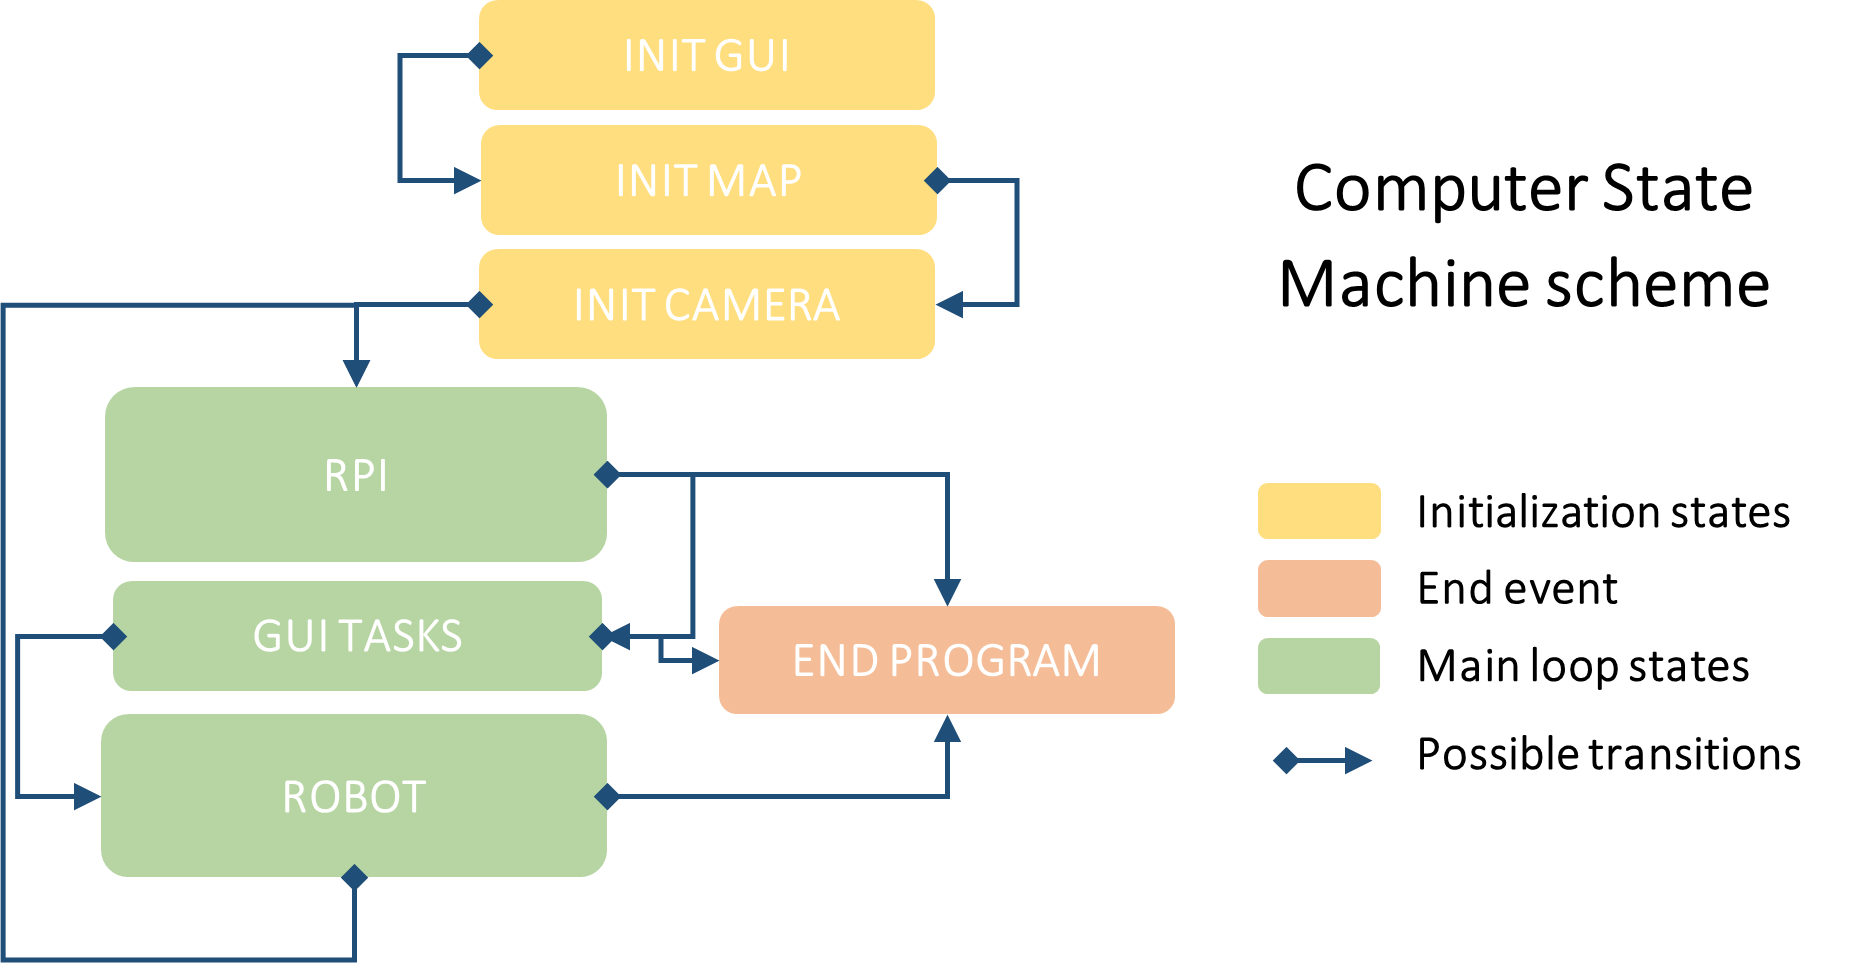 INIT GUI
INIT MAP
INIT CAMERA
RPI
GUI TASKS
ROBOT
END PROGRAM
Computer State
Machine scheme
Initialization states
End event
Main loop states
Possible transitions